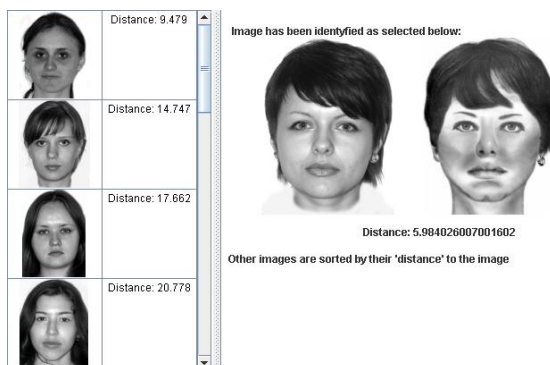 Distance: 9.479
Distance: 14.747
Distance: 17.662
Distance: 20.778
Image has been identyfied as selected below:
Distance: 5.984026007001602
Other images are sorted by their 'distance' to the image